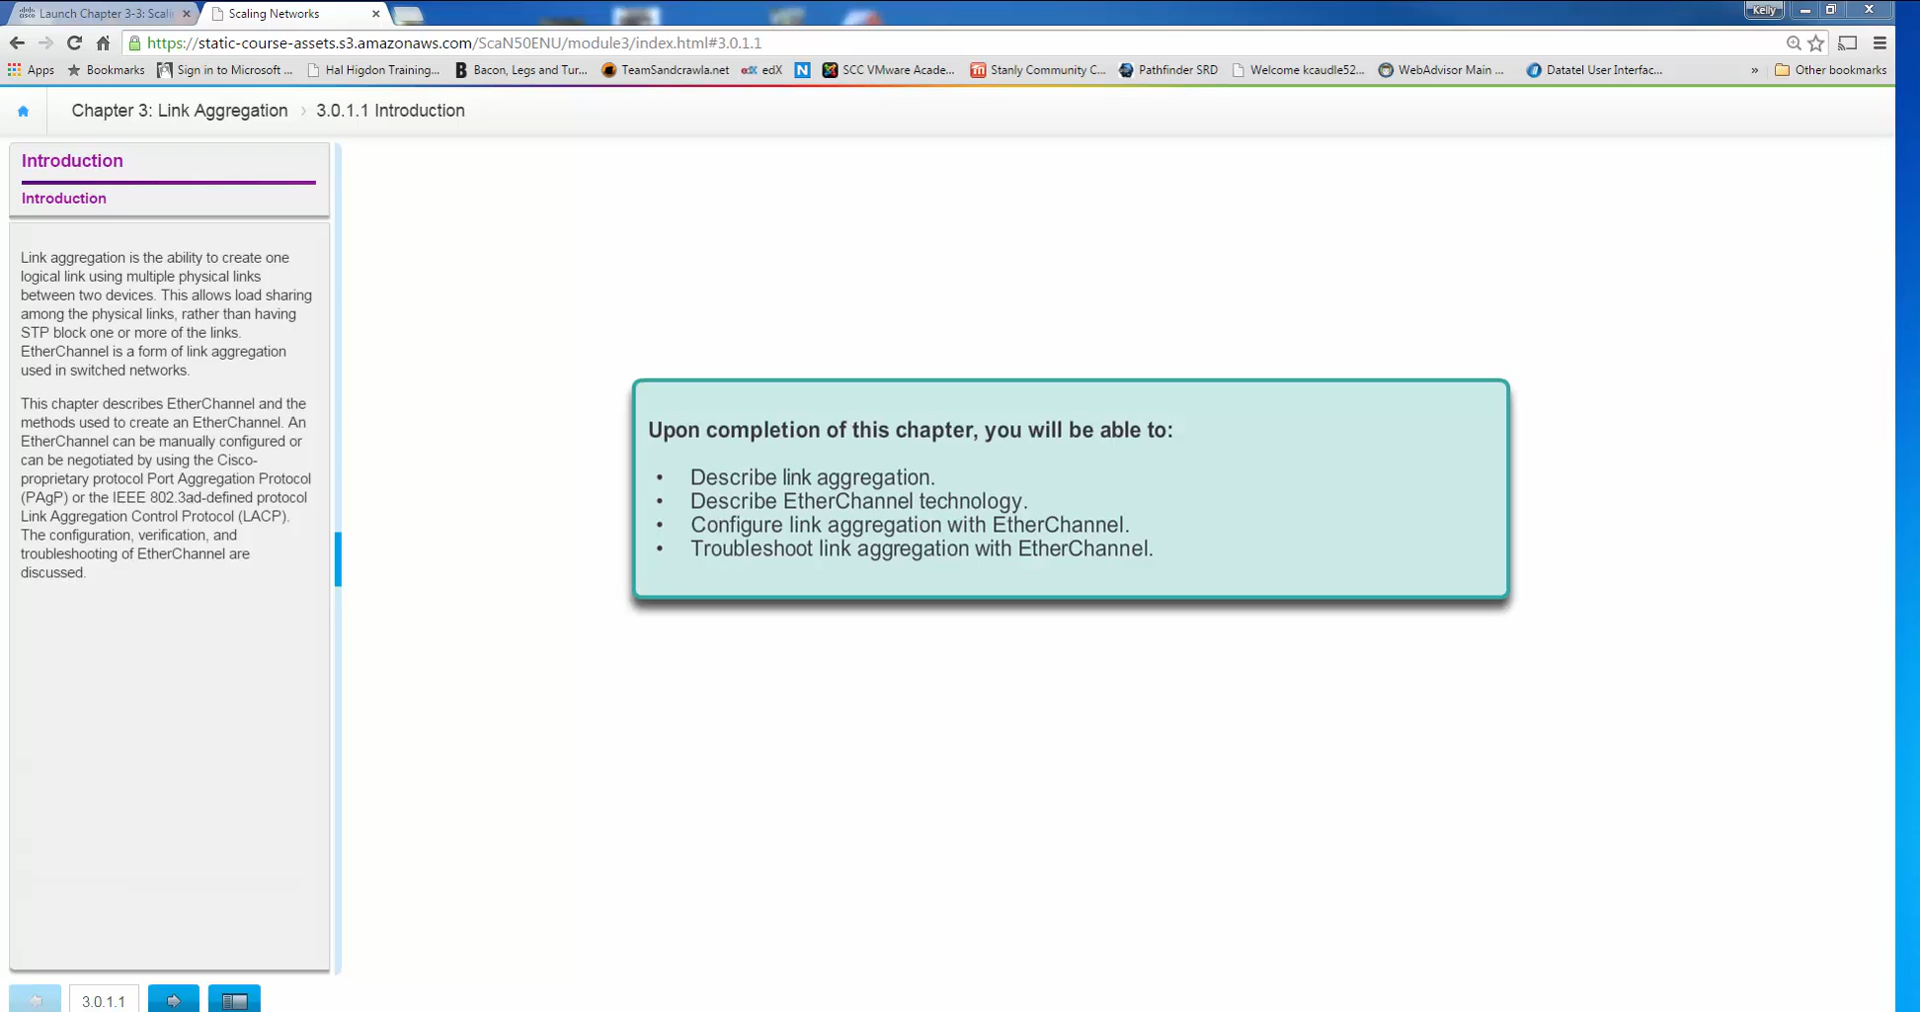 Launch Chapter 3-3: Scali
Scaling Networks
Kelly
https://static-course-assets.s3.amazonaws.com/ScaN50ENU/module3/index.html#3.0.1.1
Apps
Bookmarks
Sign in to Microsoft ...
Hal Higdon Training...
Bacon, Legs and Tur...
TeamSandcrawla.net
edX
SCC VMware Acade...
Stanly Community C...
Pathfinder SRD
Welcome kcaudle52...
WebAdvisor Main ...
Datatel User Interfac...
»
Other bookmarks
Chapter 3: Link Aggregation › 3.0.1.1 Introduction
Introduction
Introduction
Link aggregation is the ability to create one
logical link using multiple physical links
between two devices. This allows load sharing
among the physical links, rather than having
STP block one or more of the links.
EtherChannel is a form of link aggregation
used in switched networks.
This chapter describes EtherChannel and the
methods used to create an EtherChannel. An
EtherChannel can be manually configured or
can be negotiated by using the Cisco-
proprietary protocol Port Aggregation Protocol
(PAgP) or the IEEE 802.3ad-defined protocol
Link Aggregation Control Protocol (LACP).
The configuration, verification, and
troubleshooting of EtherChannel are
discussed.
Upon completion of this chapter, you will be able to:
• Describe link aggregation.
• Describe EtherChannel technology.
• Configure link aggregation with EtherChannel.
• Troubleshoot link aggregation with EtherChannel.
3.0.1.1